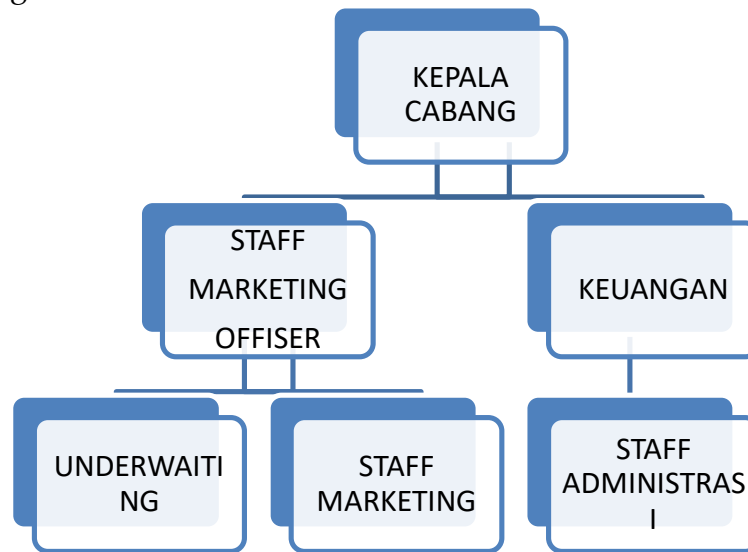 g
KEPALA
CABANG
STAFF
MARKETING
OFFISER
KEUANGAN
UNDERWAITI
NG
STAFF
MARKETING
STAFF
ADMINISTRAS
I